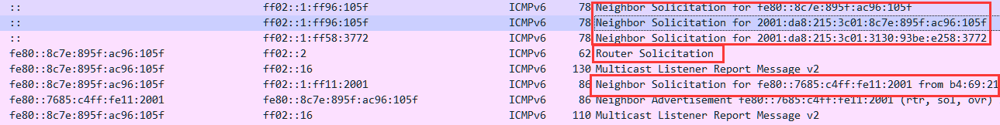 :: ff02::1:ff96:105f ICMPv6 78 Neighbor Solicitation for fe80::8c7e:895f:ac96:105f
:: ff02::1:ff96:105f ICMPv6 78 Neighbor Solicitation for 2001:da8:215:3c01:8c7e:895f:ac96:105f
:: ff02::1:ff58:3772 ICMPv6 78 Neighbor Solicitation for 2001:da8:215:3c01:3130:93be:e258:3772
fe80::8c7e:895f:ac96:105f ff02::2 ICMPv6 62 Router Solicitation
fe80::8c7e:895f:ac96:105f ff02::16 ICMPv6 130 Multicast Listener Report Message v2
fe80::8c7e:895f:ac96:105f ff02::1:ff11:2001 ICMPv6 86 Neighbor Solicitation for fe80::7685:c4ff:fe11:2001 from b4:69:21
fe80::7685:c4ff:fe11:2001 fe80::8c7e:895f:ac96:105f ICMPv6 86 Neighbor Advertisement fe80::7685:c4ff:fe11:2001 (rtr, sol, ovr)
fe80::8c7e:895f:ac96:105f ff02::16 ICMPv6 110 Multicast Listener Report Message v2